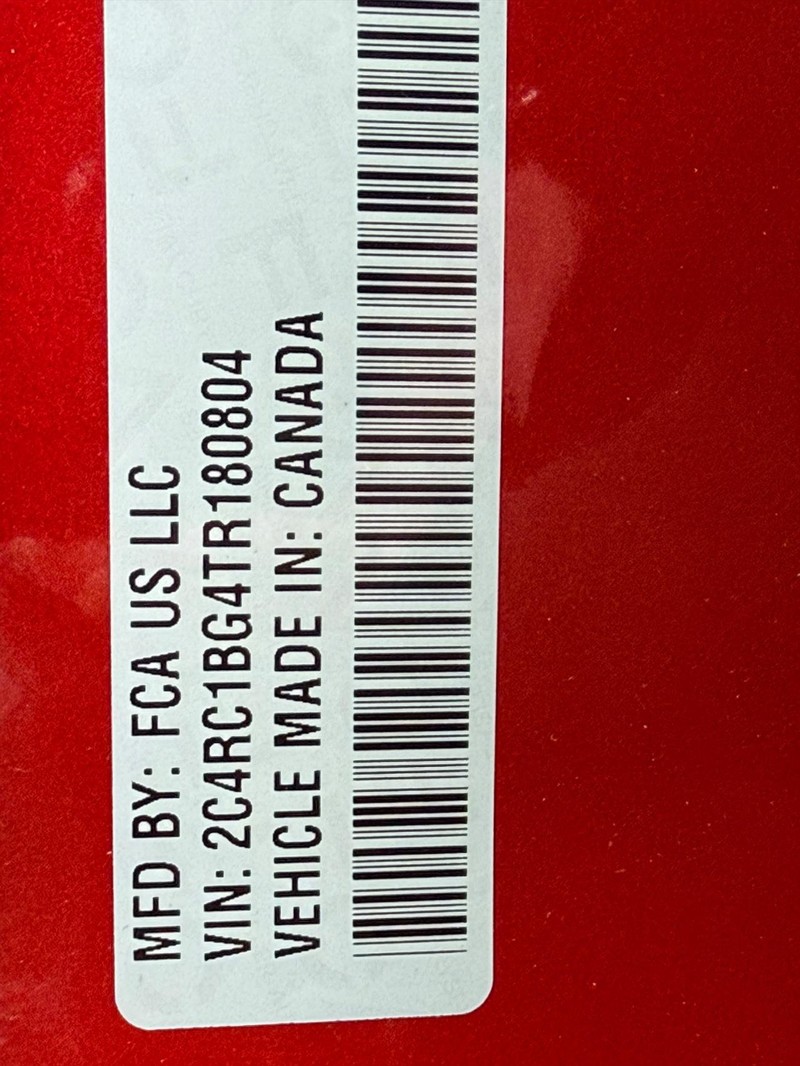 MFD BY: FCA US LLC
VIN: 2C4RC1BG4TR180804
VEHICLE MADE IN: CANADA